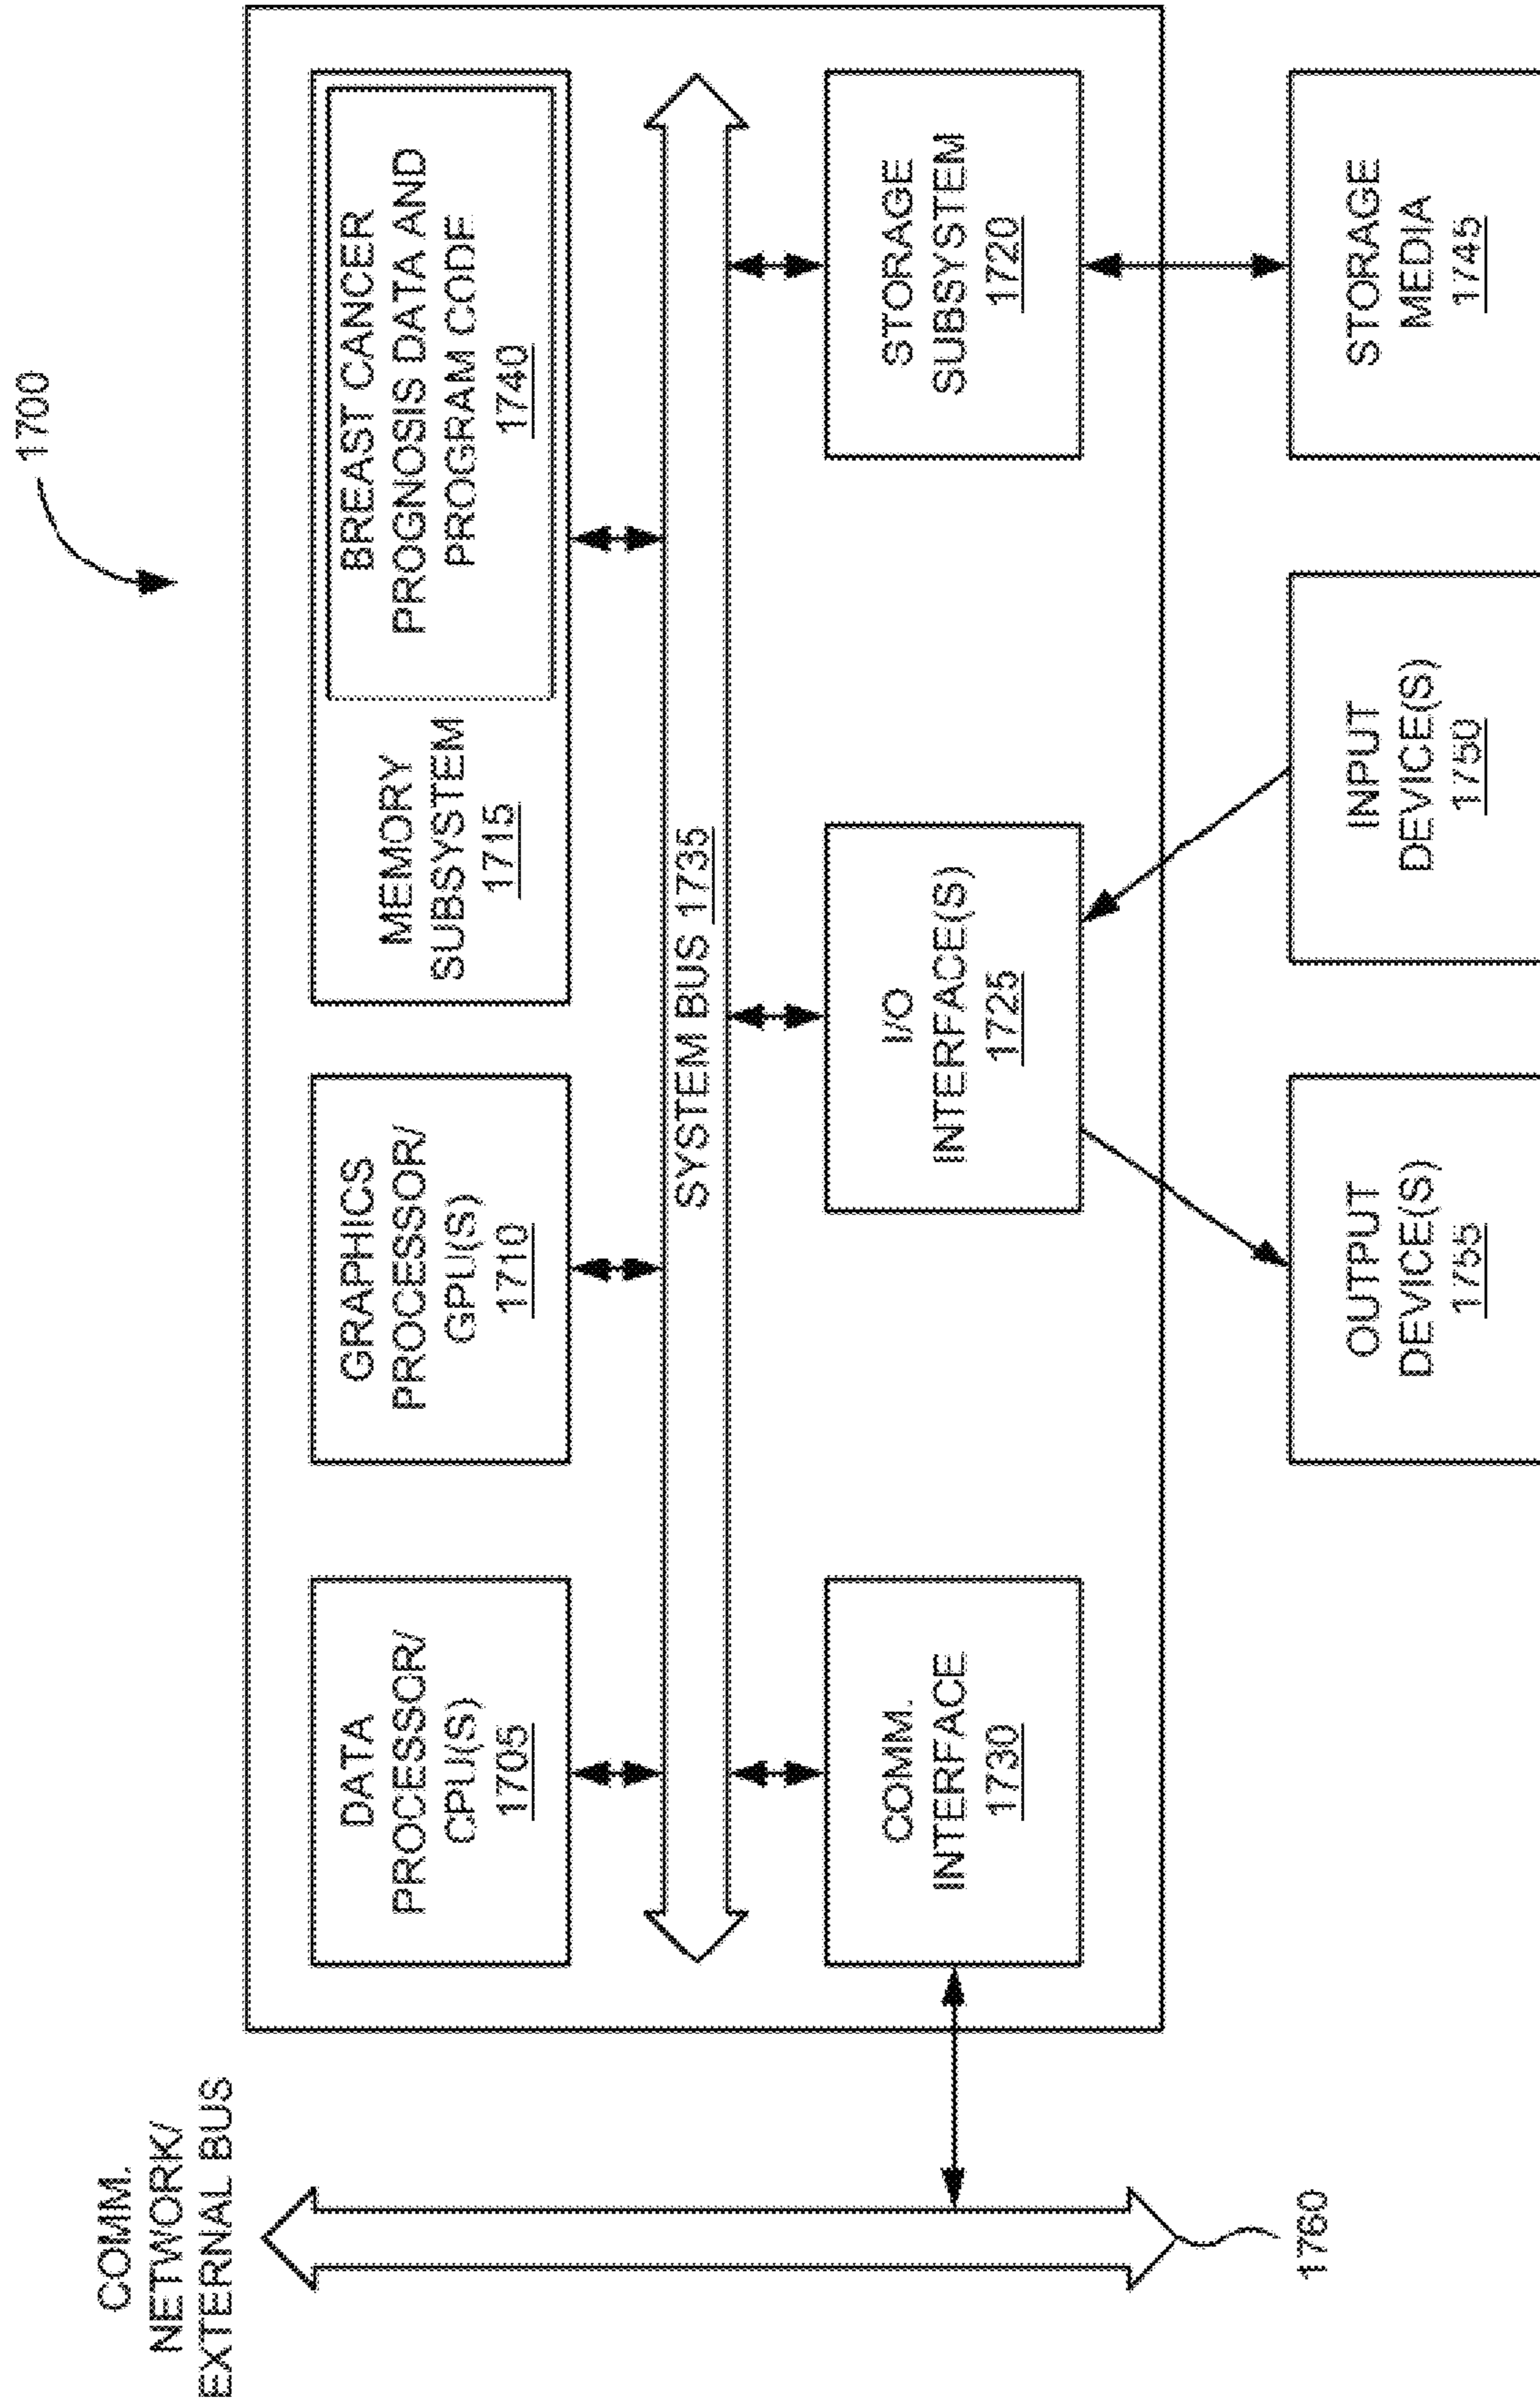 1700
COMM.
NETWORK/
EXTERNAL BUS
DATA
PROCESSOR/
CPU(S)
1705
GRAPHICS
PROCESSOR/
GPU(S)
1710
MEMORY
SUBSYSTEM
1715
BREAST CANCER
PROGNOSIS DATA AND
PROGRAM CODE
1740
SYSTEM BUS 1735
COMM.
INTERFACE
1730
I/O
INTERFACE(S)
1725
STORAGE
SUBSYSTEM
1720
1760
OUTPUT
DEVICE(S)
1755
INPUT
DEVICE(S)
1750
STORAGE
MEDIA
1745